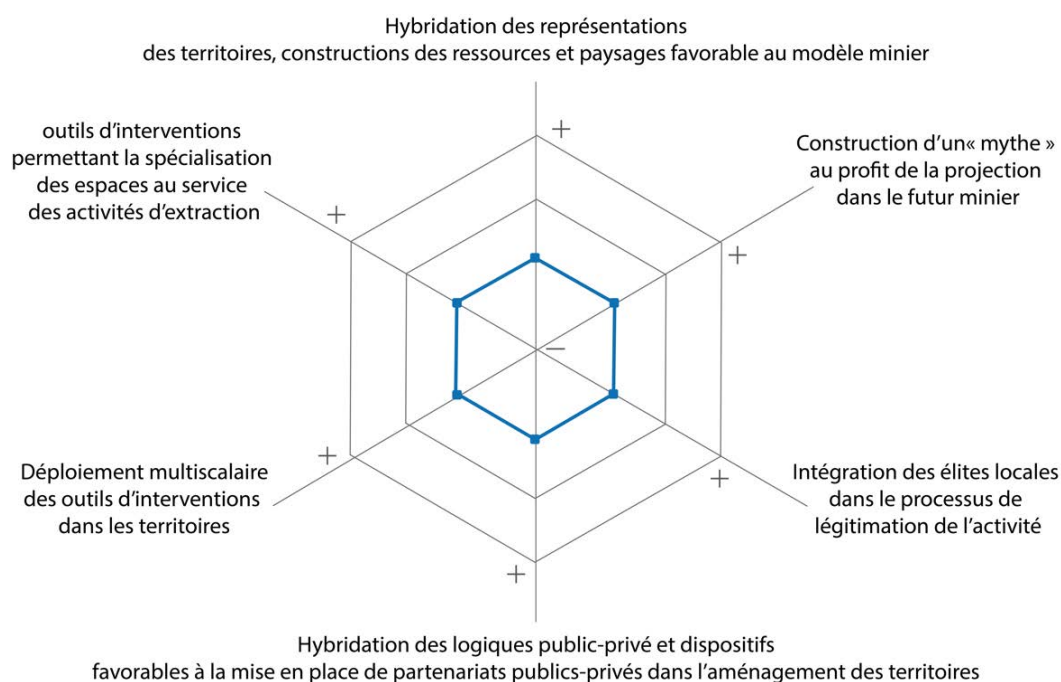 Hybridation des représentations
des territoires, constructions des ressources et paysages favorable au modèle minier
+
outils d’interventions
permettant la spécialisation
des espaces au service
des activités d’extraction
+
Construction d’un« mythe »
au profit de la projection
dans le futur minier
+
−
Déploiement multiscalaire
des outils d’interventions
dans les territoires
+
Intégration des élites locales
dans le processus de
légitimation de l’activité
+
+
Hybridation des logiques public-privé et dispositifs
favorables à la mise en place de partenariats publics-privés dans l’aménagement des territoires